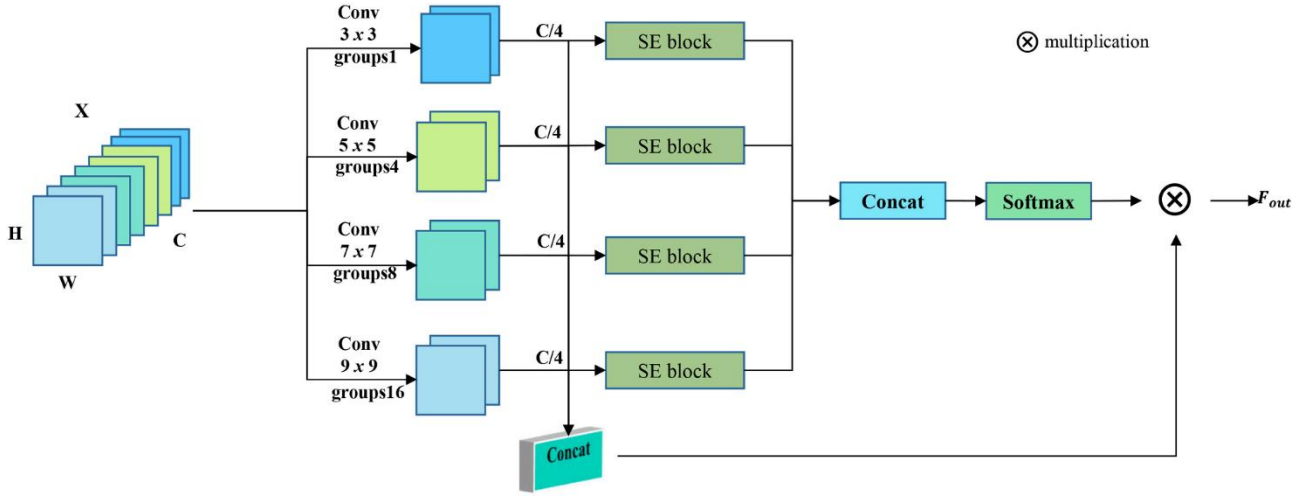 X
H
W
C
Conv
3 x 3
groups1
C/4
SE block
⊗ multiplication
Conv
5 x 5
groups4
C/4
SE block
Conv
7 x 7
groups8
C/4
SE block
Conv
9 x 9
groups16
C/4
SE block
Concat
Concat
Softmax
⊗
F_out